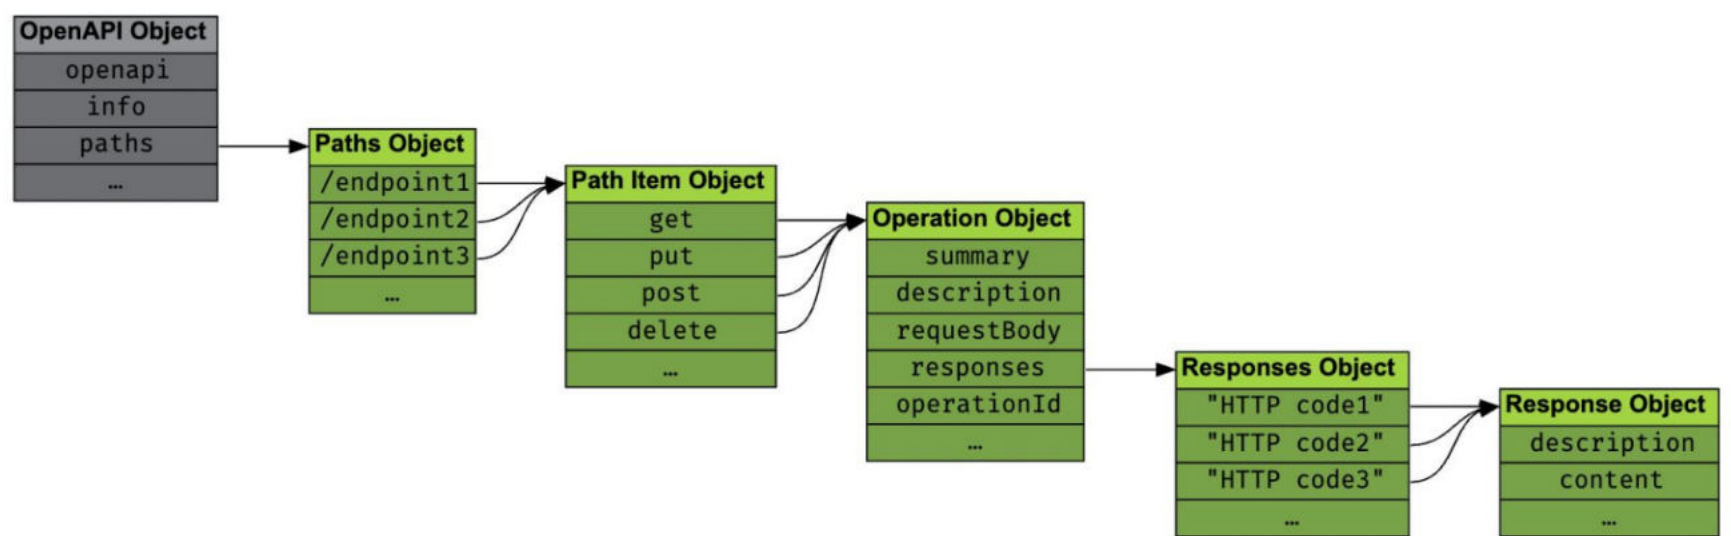 OpenAPI Object
openapi
info
paths
…
Paths Object
/endpoint1
/endpoint2
/endpoint3
…
Path Item Object
get
put
post
delete
…
Operation Object
summary
description
requestBody
responses
operationId
…
Responses Object
"HTTP code1"
"HTTP code2"
"HTTP code3"
…
Response Object
description
content
…